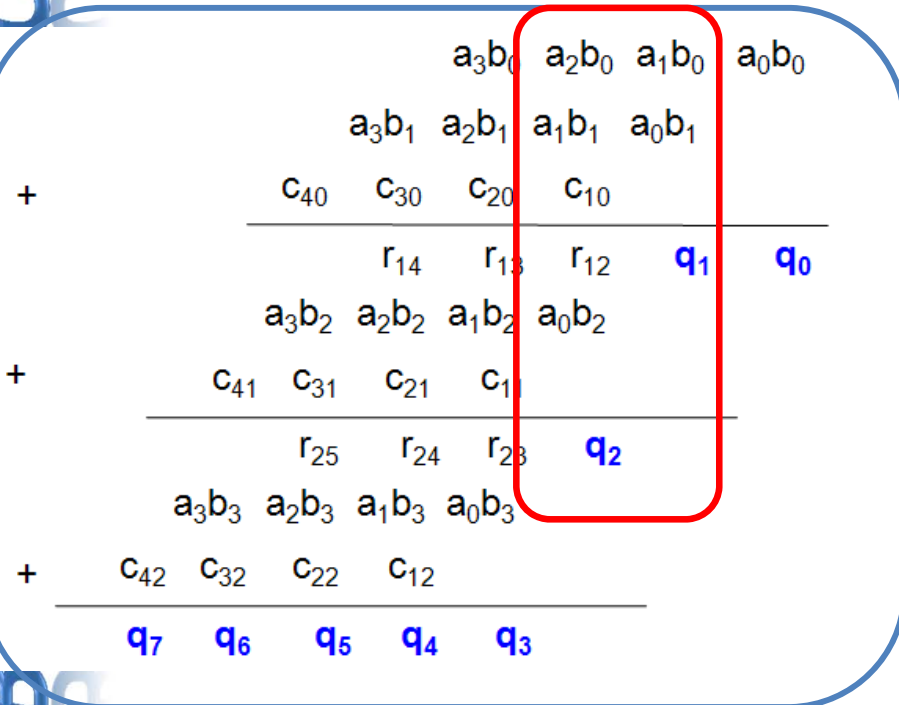 a₃b₀ a₂b₀ a₁b₀ a₀b₀
a₃b₁ a₂b₁ a₁b₁ a₀b₁
+ c₄₀ c₃₀ c₂₀ c₁₀
r₁₄ r₁₃ r₁₂ q₁ q₀
a₃b₂ a₂b₂ a₁b₂ a₀b₂
+ c₄₁ c₃₁ c₂₁ c₁₁
r₂₅ r₂₄ r₂₃ q₂
a₃b₃ a₂b₃ a₁b₃ a₀b₃
+ c₄₂ c₃₂ c₂₂ c₁₂
q₇ q₆ q₅ q₄ q₃